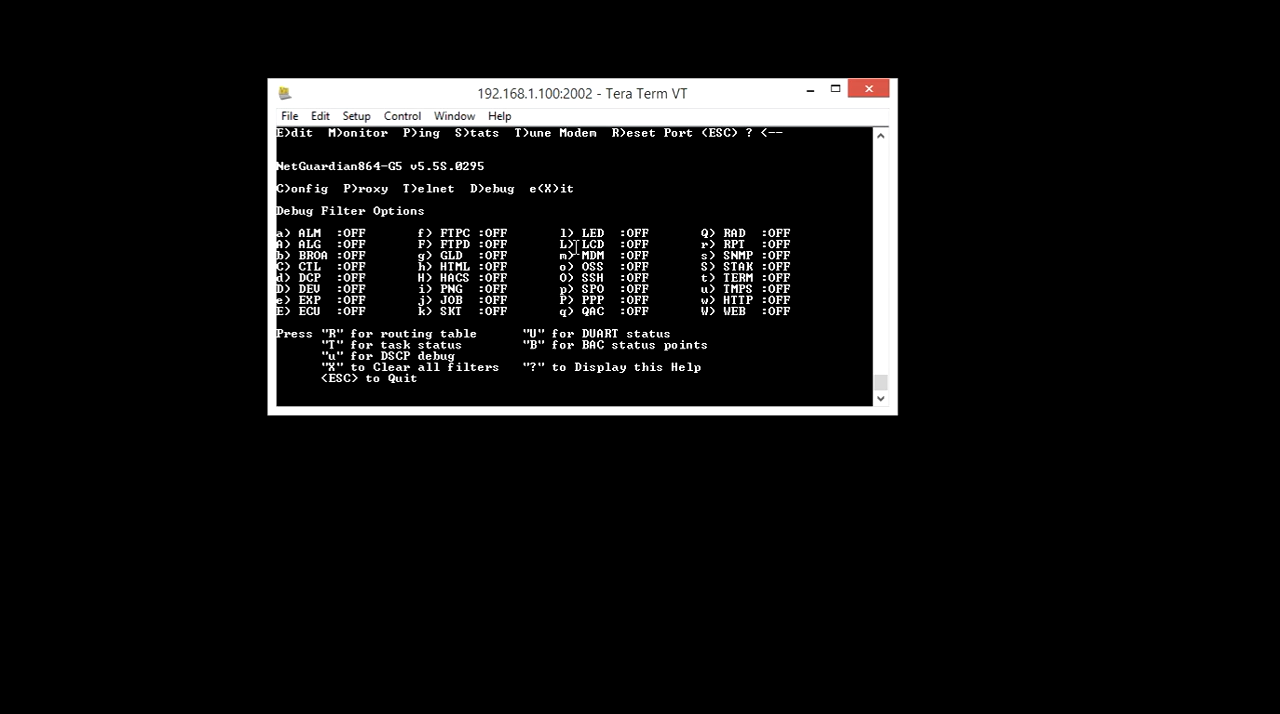 192.168.1.100:2002 - Tera Term VT
File Edit Setup Control Window Help
E)dit M)onitor P)ing S)tats T)une Modem R)eset Port (ESC) ? <--
NetGuardian864-G5 v5.5S.0295
C)onfig P)roxy T)elnet D)ebug e(X)it
Debug Filter Options
a) ALM :OFF f) FTPC :OFF l) LED :OFF Q) RAD :OFF
A) ALG :OFF F) FTPD :OFF L) LCD :OFF r) RPT :OFF
b) BROA :OFF g) GLD :OFF m) MDM :OFF s) SNMP :OFF
C) CTL :OFF h) HTML :OFF o) OSS :OFF S) STAK :OFF
d) DCP :OFF H) HACS :OFF O) SSH :OFF t) TERM :OFF
D) DEV :OFF i) PNG :OFF p) SPO :OFF u) TMPS :OFF
e) EXP :OFF j) JOB :OFF P) PPP :OFF w) HTTP :OFF
E) ECU :OFF k) SKT :OFF q) QAC :OFF W) WEB :OFF
Press "R" for routing table "U" for DUART status
"T" for task status "B" for BAC status points
"u" for DSCP debug
"X" to Clear all filters "?" to Display this Help
<ESC> to Quit